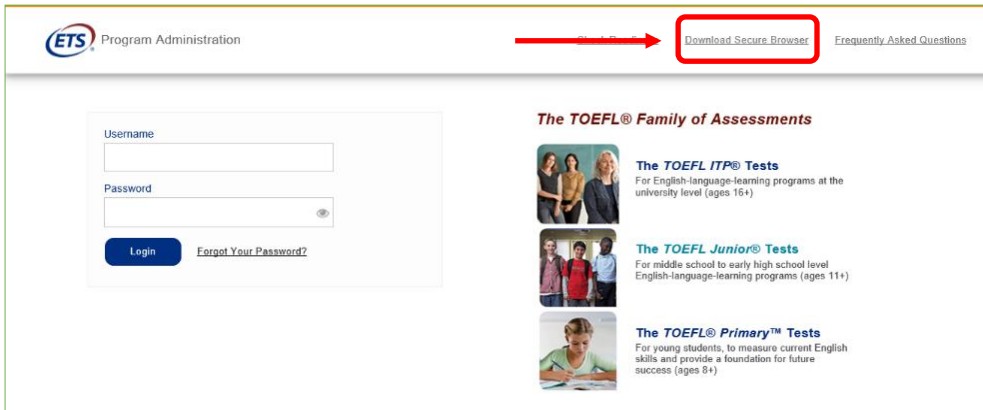 ETS® Program Administration
Download Secure Browser
Frequently Asked Questions
Username
Password
Login
Forgot Your Password?
The TOEFL® Family of Assessments
The TOEFL ITP® Tests
For English-language-learning programs at the
university level (ages 16+)
The TOEFL Junior® Tests
For middle school to early high school level
English-language-learning programs (ages 11+)
The TOEFL® Primary™ Tests
For young students, to measure current English
skills and provide a foundation for future
success (ages 8+)